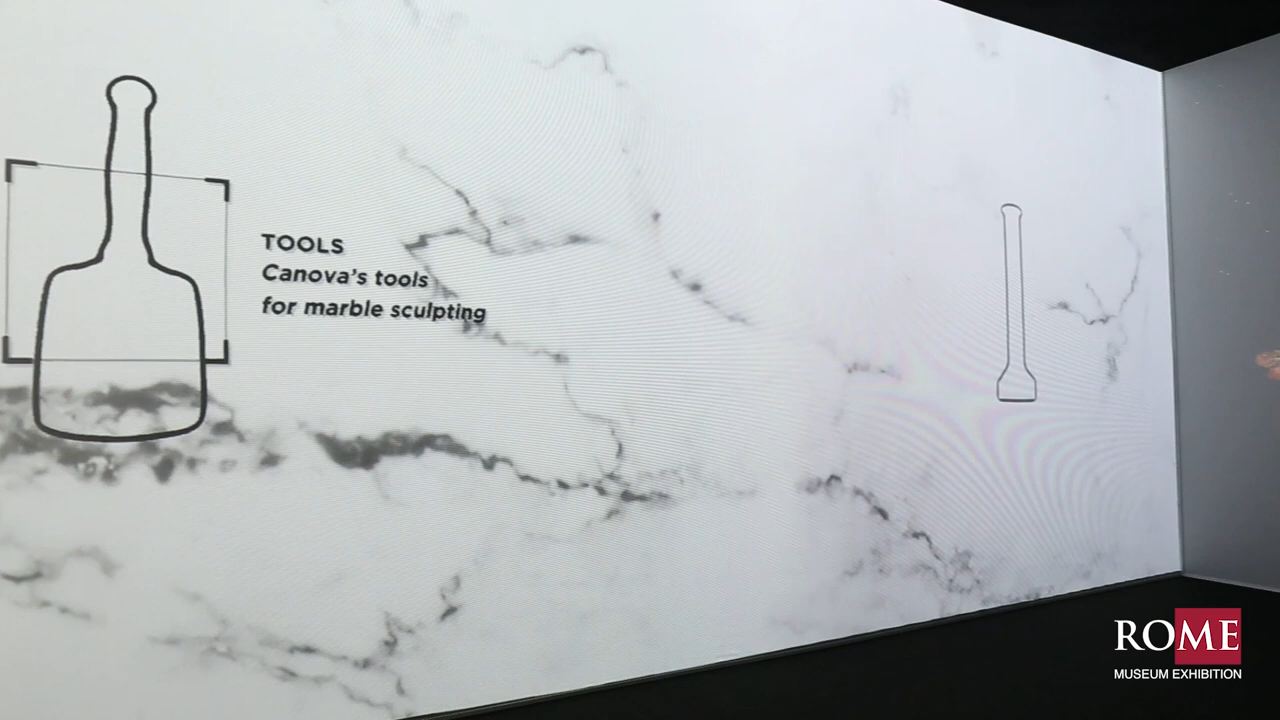 TOOLS
Canova's tools
for marble sculpting
ROME
MUSEUM EXHIBITION